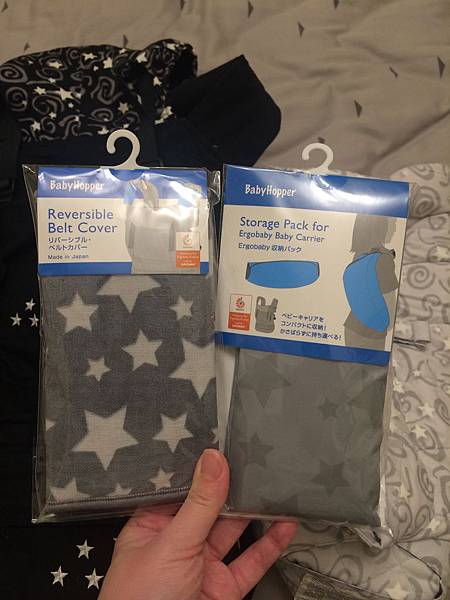 BabyHopper
Reversible
Belt Cover
リバーシブル・
ベルトカバー
Made in Japan
BabyHopper
Storage Pack for
Ergobaby Baby Carrier
Ergobaby 収納パック
ベビーキャリアを
コンパクトに収納!
かさばらずに持ち運べる!